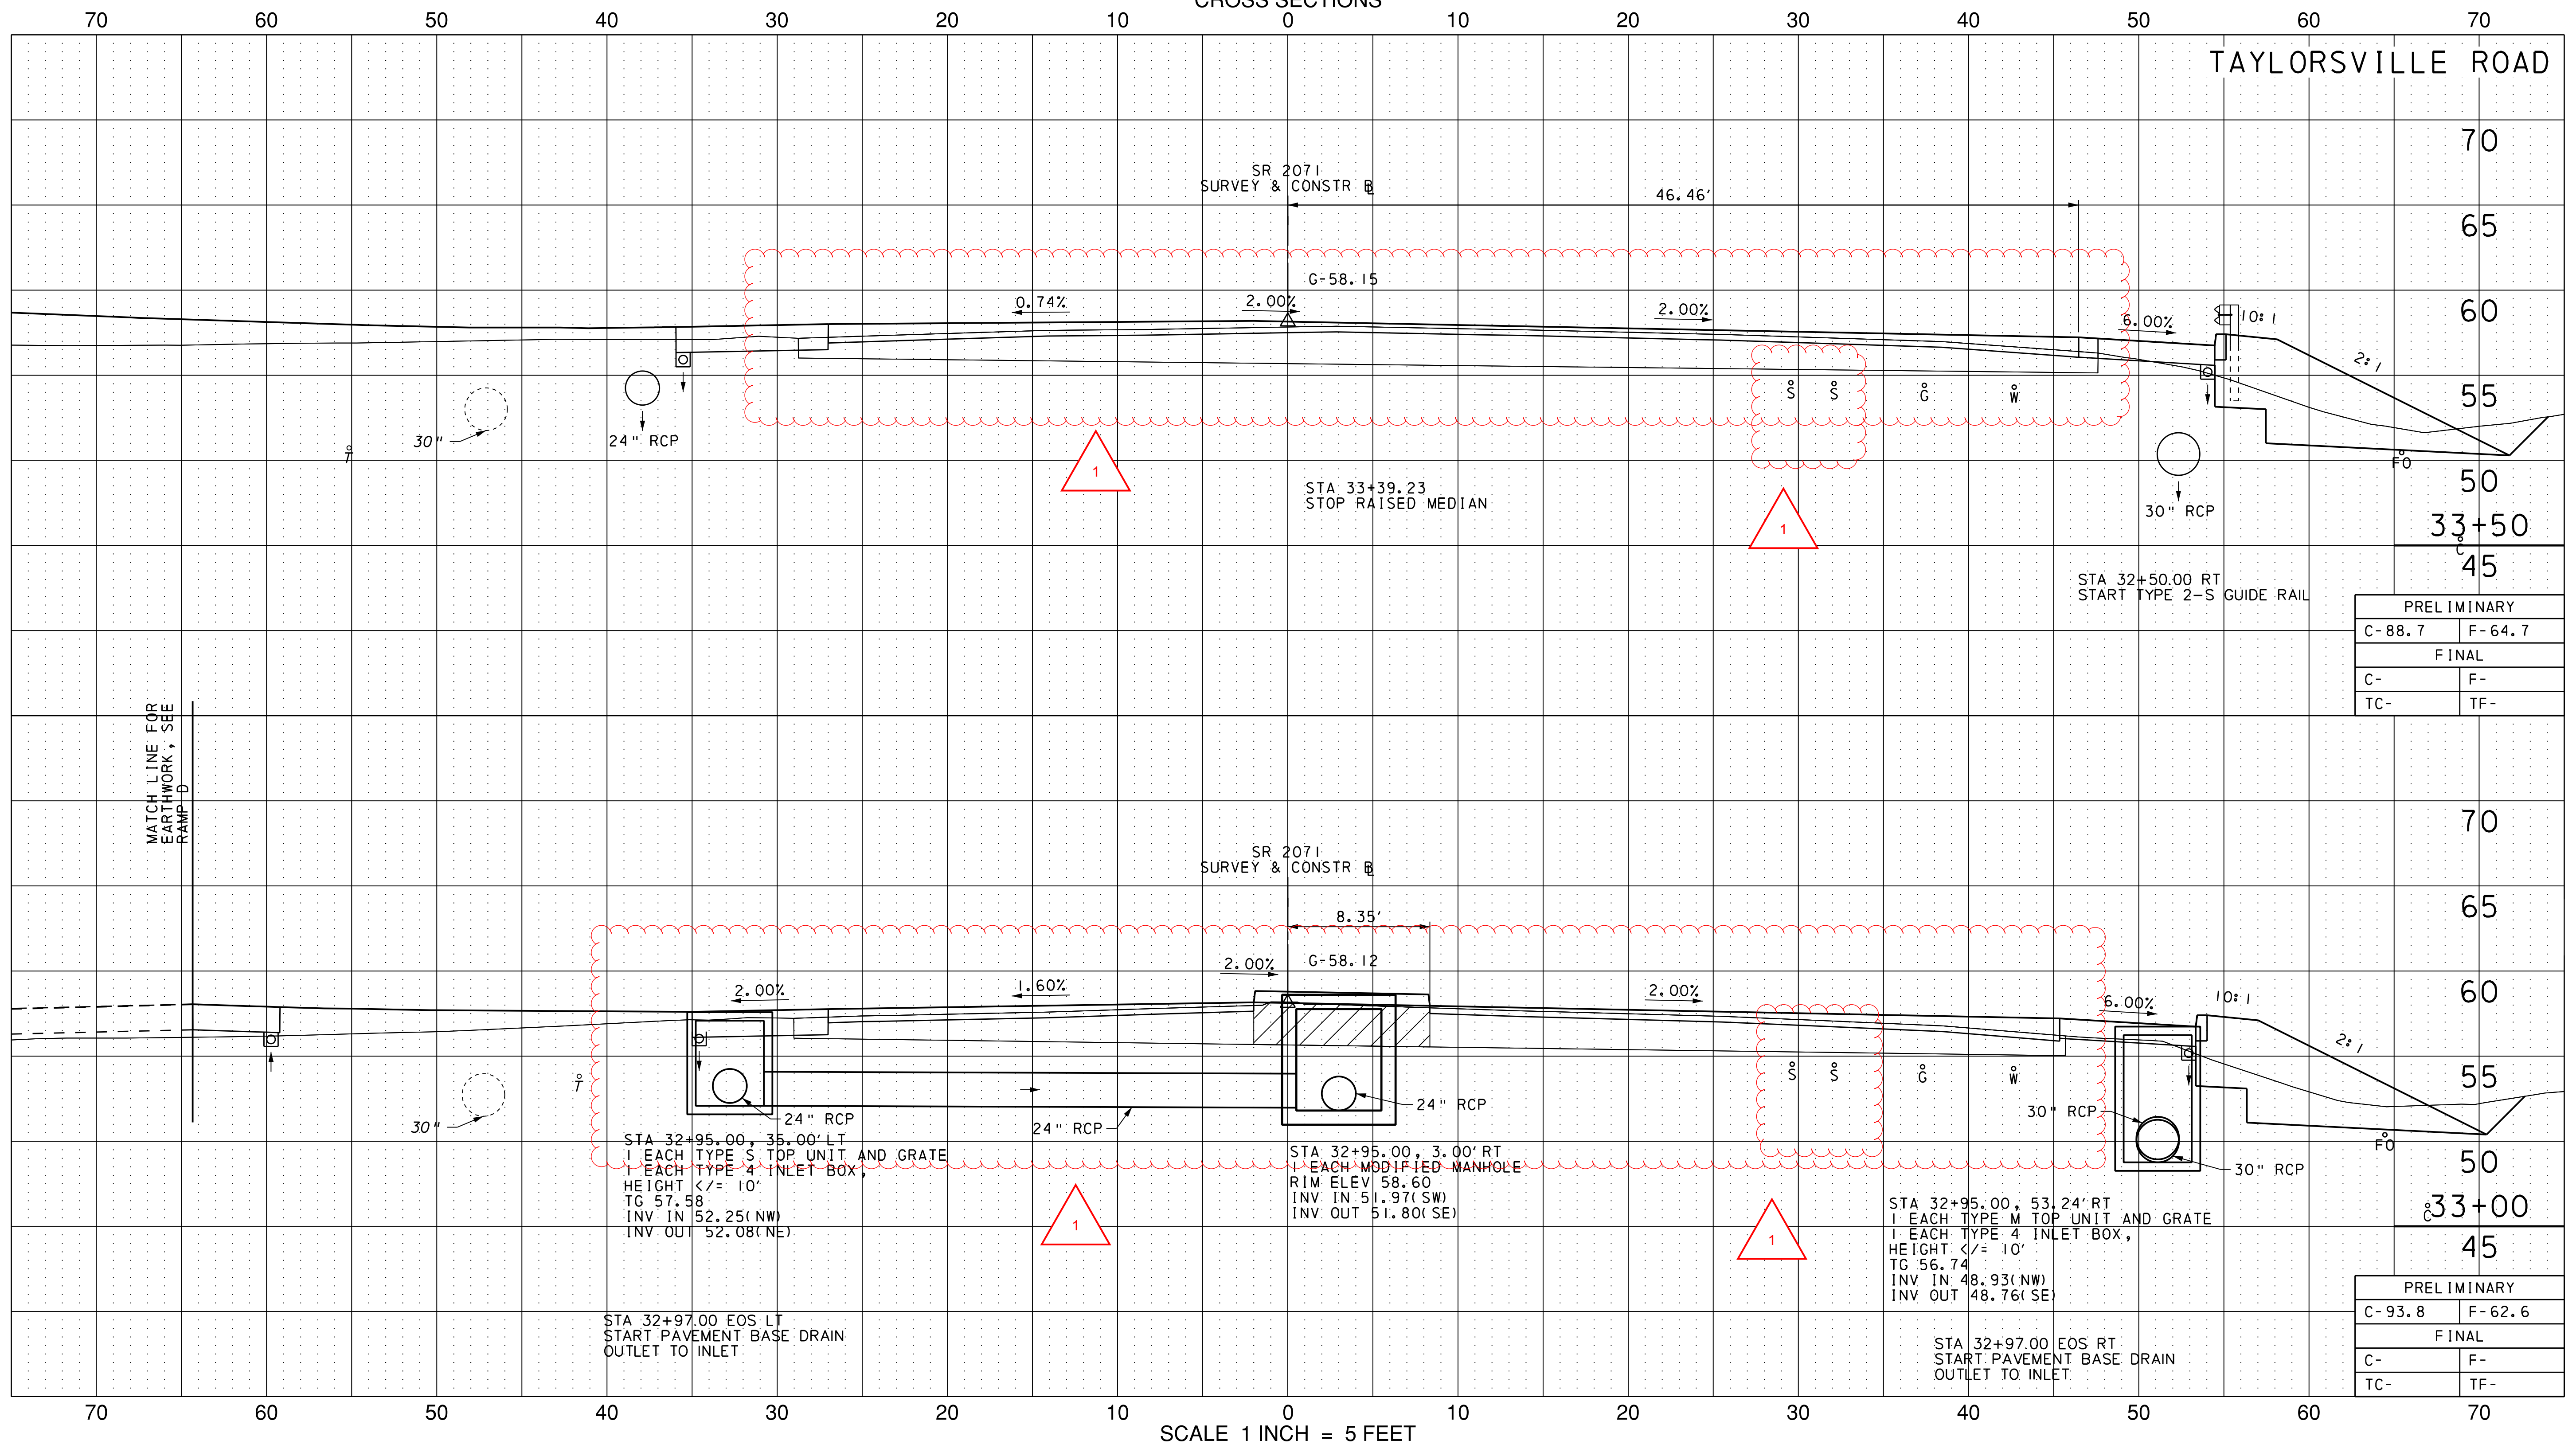 CROSS SECTIONS
70 60 50 40 30 20 10 0 10 20 30 40 50 60 70
TAYLORSVILLE ROAD
70
SR 2071
SURVEY & CONSTR BL
46.46'
65
G-58.15
0.74%
2.00%
2.00%
6.00%
10:1
60
2:1
S S G W
55
30"
24" RCP
T
1
FO
STA 33+39.23
STOP RAISED MEDIAN
50
30" RCP
1
33+50
C
45
STA 32+50.00 RT
START TYPE 2-S GUIDE RAIL
PRELIMINARY
C-88.7 F-64.7
FINAL
C- F-
TC- TF-
MATCH LINE FOR
EARTHWORK, SEE
RAMP D
70
SR 2071
SURVEY & CONSTR BL
65
8.35'
G-58.12
2.00%
1.60%
2.00%
2.00%
6.00%
10:1
60
2:1
T
S S G W
55
30"
24" RCP
24" RCP
24" RCP
30" RCP
30" RCP
FO
50
STA 32+95.00, 35.00' LT
1 EACH TYPE S TOP UNIT AND GRATE
1 EACH TYPE 4 INLET BOX,
HEIGHT </= 10'
TG 57.58
INV IN 52.25(NW)
INV OUT 52.08(NE)
STA 32+95.00, 3.00' RT
1 EACH MODIFIED MANHOLE
RIM ELEV 58.60
INV IN 51.97(SW)
INV OUT 51.80(SE)
STA 32+95.00, 53.24' RT
1 EACH TYPE M TOP UNIT AND GRATE
1 EACH TYPE 4 INLET BOX,
HEIGHT </= 10'
TG 56.74
INV IN 48.93(NW)
INV OUT 48.76(SE)
1
1
C
33+00
45
STA 32+97.00 EOS LT
START PAVEMENT BASE DRAIN
OUTLET TO INLET
STA 32+97.00 EOS RT
START PAVEMENT BASE DRAIN
OUTLET TO INLET
PRELIMINARY
C-93.8 F-62.6
FINAL
C- F-
TC- TF-
70 60 50 40 30 20 10 0 10 20 30 40 50 60 70
SCALE 1 INCH = 5 FEET